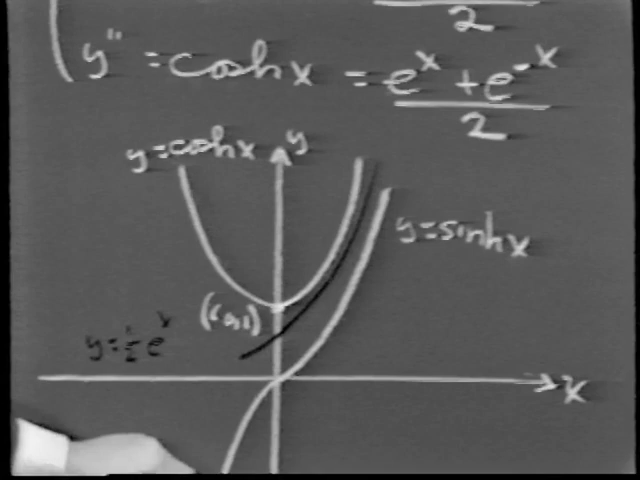 2
y" = cosh x = e^x + e^-x / 2
y = cosh x
y
y = sinh x
(0,1)
y = 1/2 e^x
x